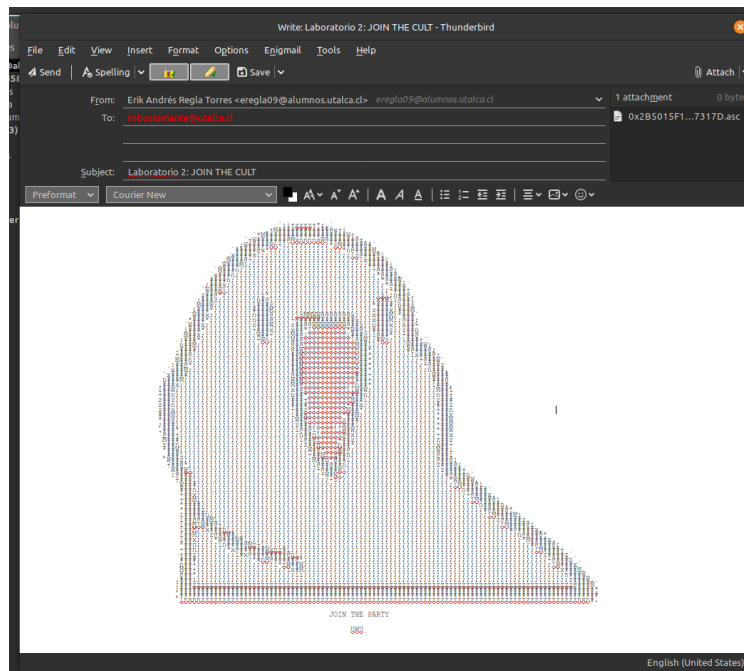 Write: Laboratorio 2: JOIN THE CULT - Thunderbird
File Edit View Insert Format Options Enigmail Tools Help
Send Spelling Save Attach
From: Erik Andrés Regla Torres <eregla09@alumnos.utalca.cl> eregla09@alumnos.utalca.cl
1 attachment 0 byte
To: robustamante@utalca.cl
0x2B5015F1...7317D.asc
Subject: Laboratorio 2: JOIN THE CULT
Preformat Courier New
JOIN THE PARTY
UWU
English (United States)